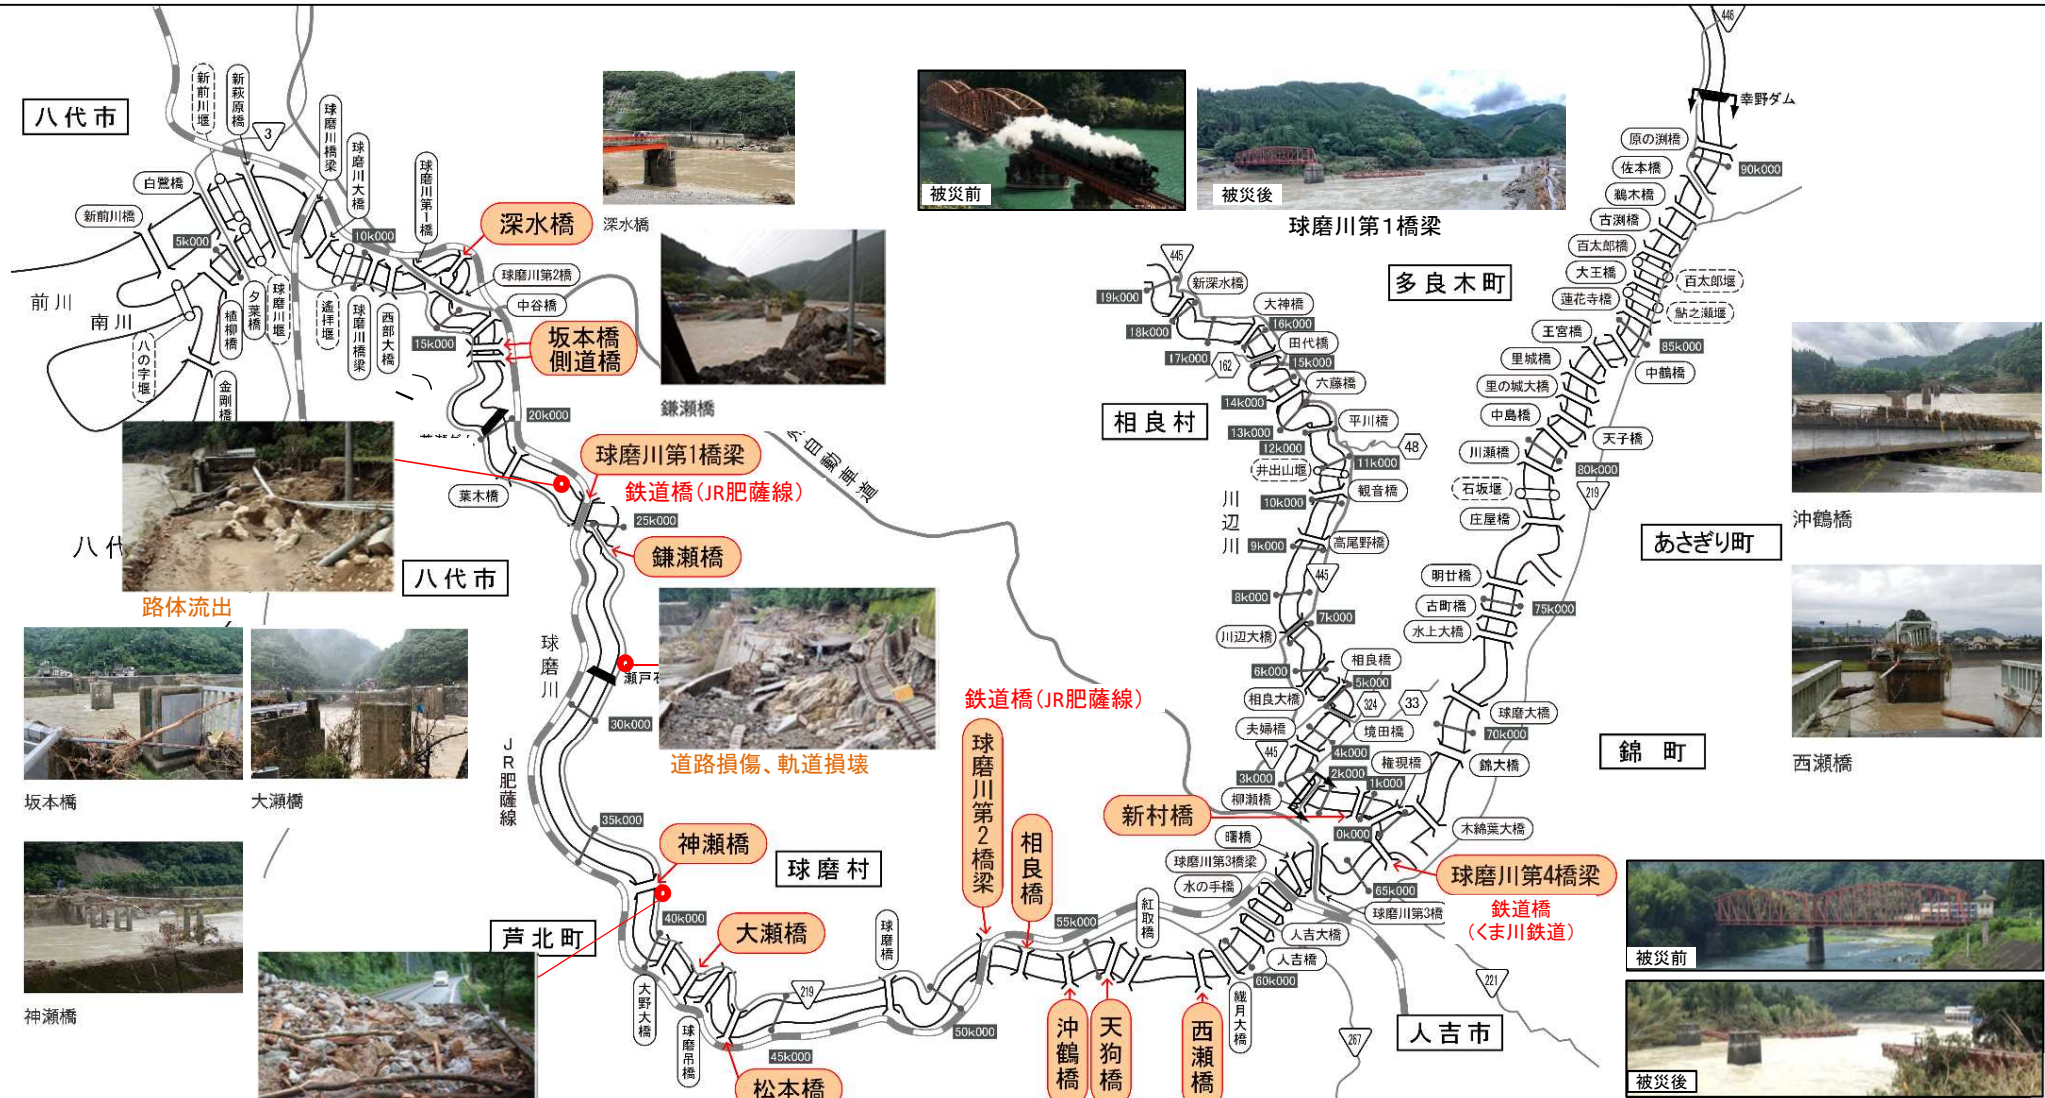 八代市
新前川堰
新萩原橋
3
球磨川橋梁
球磨川大橋
球磨川第1橋
白鷺橋
新前川橋
5k000
10k000
前川
南川
八の字堰
金剛橋
植柳橋
夕葉橋
球磨川堰
遙拝堰
球磨川橋梁
西部大橋
15k000
深水橋
深水橋
球磨川第2橋
中谷橋
坂本橋
側道橋
鎌瀬橋
20k000
葉木橋
球磨川第1橋梁
鉄道橋(JR肥薩線)
25k000
鎌瀬橋
八代
八代市
路体流出
坂本橋
大瀬橋
神瀬橋
球磨川
JR肥薩線
30k000
道路損傷、軌道損壊
35k000
神瀬橋
球磨村
芦北町
40k000
大瀬橋
大野大橋
球磨吊橋
松本橋
219
45k000
球磨橋
50k000
鉄道橋(JR肥薩線)
球磨川第2橋梁
相良橋
55k000
沖鶴橋
天狗橋
紅取橋
西瀬橋
繊月大橋
60k000
人吉橋
人吉大橋
水の手橋
球磨川第3橋梁
曙橋
球磨川第3橋
65k000
267
221
人吉市
被災前
被災後
球磨川第1橋梁
自動車道
多良木町
相良村
445
19k000
新深水橋
18k000
大神橋
16k000
17k000
田代橋
162
15k000
六藤橋
14k000
13k000
平川橋
12k000
48
11k000
井出山堰
10k000
観音橋
川辺川
9k000
高尾野橋
445
8k000
7k000
川辺大橋
6k000
相良橋
5k000
相良大橋
324
33
夫婦橋
境田橋
445
4k000
3k000
2k000
権現橋
1k000
柳瀬橋
新村橋
0k000
木綿葉大橋
球磨川第4橋梁
鉄道橋
(くま川鉄道)
446
幸野ダム
原の渕橋
佐本橋
90k000
鵜木橋
古渕橋
百太郎橋
大王橋
百太郎堰
蓮花寺橋
鮎之瀬堰
王宮橋
85k000
里城橋
中鶴橋
里の城大橋
中島橋
天子橋
川瀬橋
80k000
219
石坂堰
庄屋橋
あさぎり町
明廿橋
古町橋
75k000
水上大橋
球磨大橋
70k000
錦大橋
錦町
沖鶴橋
西瀬橋
被災前
被災後